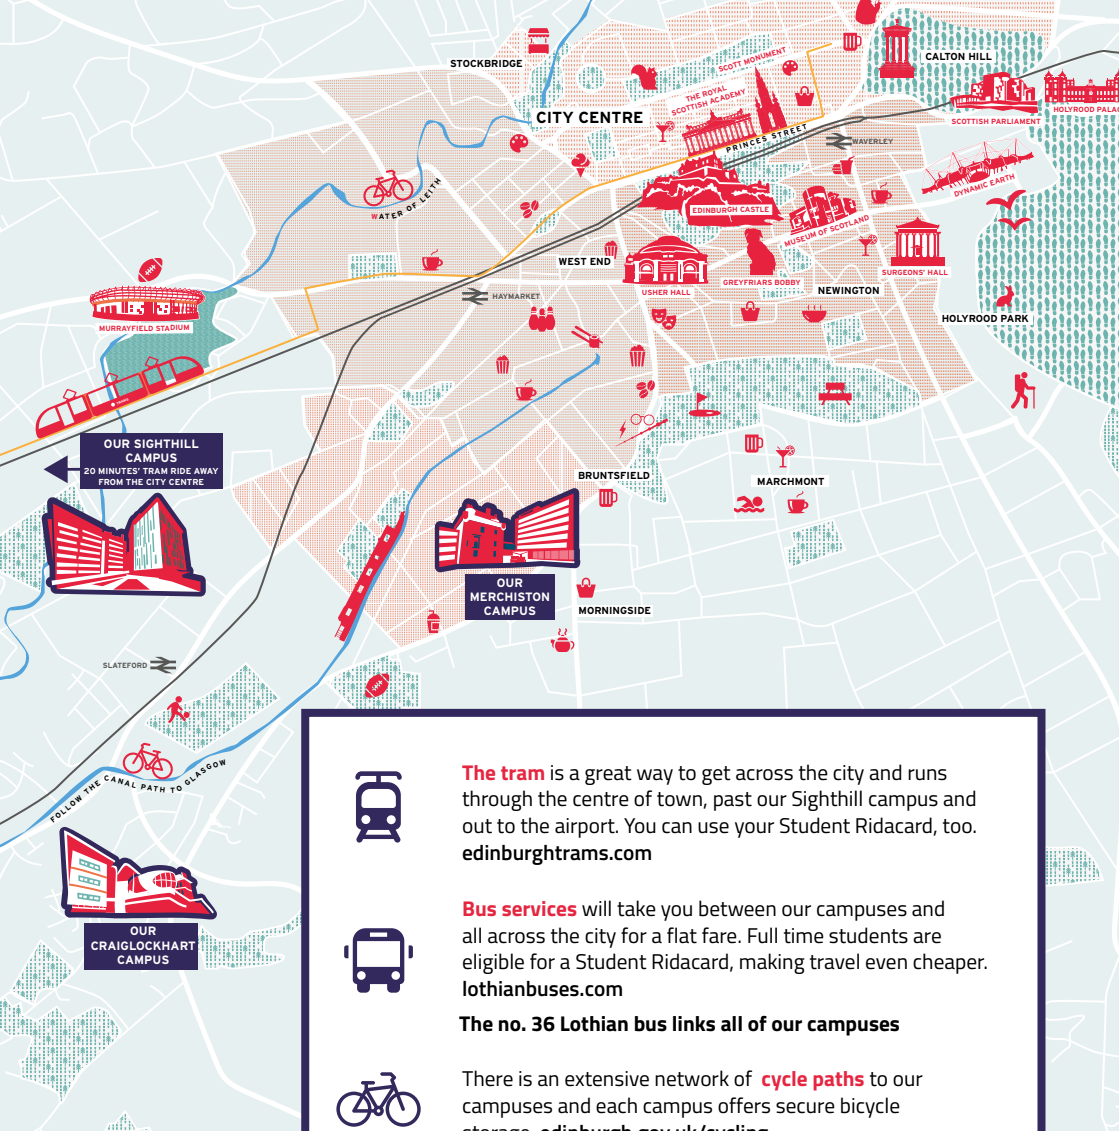 STOCKBRIDGE
CITY CENTRE
SCOTT MONUMENT
THE ROYAL
SCOTTISH ACADEMY
PRINCES STREET
CALTON HILL
SCOTTISH PARLIAMENT
HOLYROOD PALAC
WAVERLEY
DYNAMIC EARTH
WATER OF LEITH
EDINBURGH CASTLE
MUSEUM OF SCOTLAND
WEST END
USHER HALL
GREYFRIARS BOBBY
SURGEONS' HALL
NEWINGTON
HAYMARKET
HOLYROOD PARK
MURRAYFIELD STADIUM
OUR SIGHTHILL
CAMPUS
20 MINUTES' TRAM RIDE AWAY
FROM THE CITY CENTRE
BRUNTSFIELD
MARCHMONT
OUR
MERCHISTON
CAMPUS
MORNINGSIDE
SLATEFORD
FOLLOW THE CANAL PATH TO GLASGOW
OUR
CRAIGLOCKHART
CAMPUS
The tram is a great way to get across the city and runs
through the centre of town, past our Sighthill campus and
out to the airport. You can use your Student Ridacard, too.
edinburghtrams.com
Bus services will take you between our campuses and
all across the city for a flat fare. Full time students are
eligible for a Student Ridacard, making travel even cheaper.
lothianbuses.com
The no. 36 Lothian bus links all of our campuses
There is an extensive network of cycle paths to our
campuses and each campus offers secure bicycle
storage. edinburgh.gov.uk/cycling